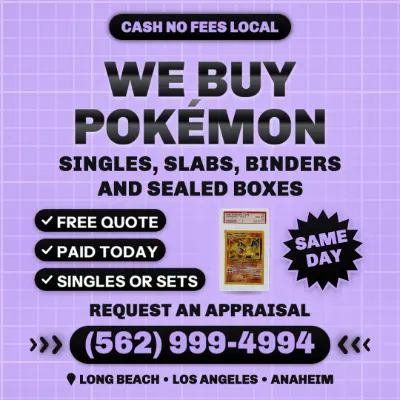 CASH NO FEES LOCAL
WE BUY
POKÉMON
SINGLES, SLABS, BINDERS
AND SEALED BOXES
✓ FREE QUOTE
✓ PAID TODAY
✓ SINGLES OR SETS
SAME
DAY
REQUEST AN APPRAISAL
(562) 999-4994
LONG BEACH • LOS ANGELES • ANAHEIM